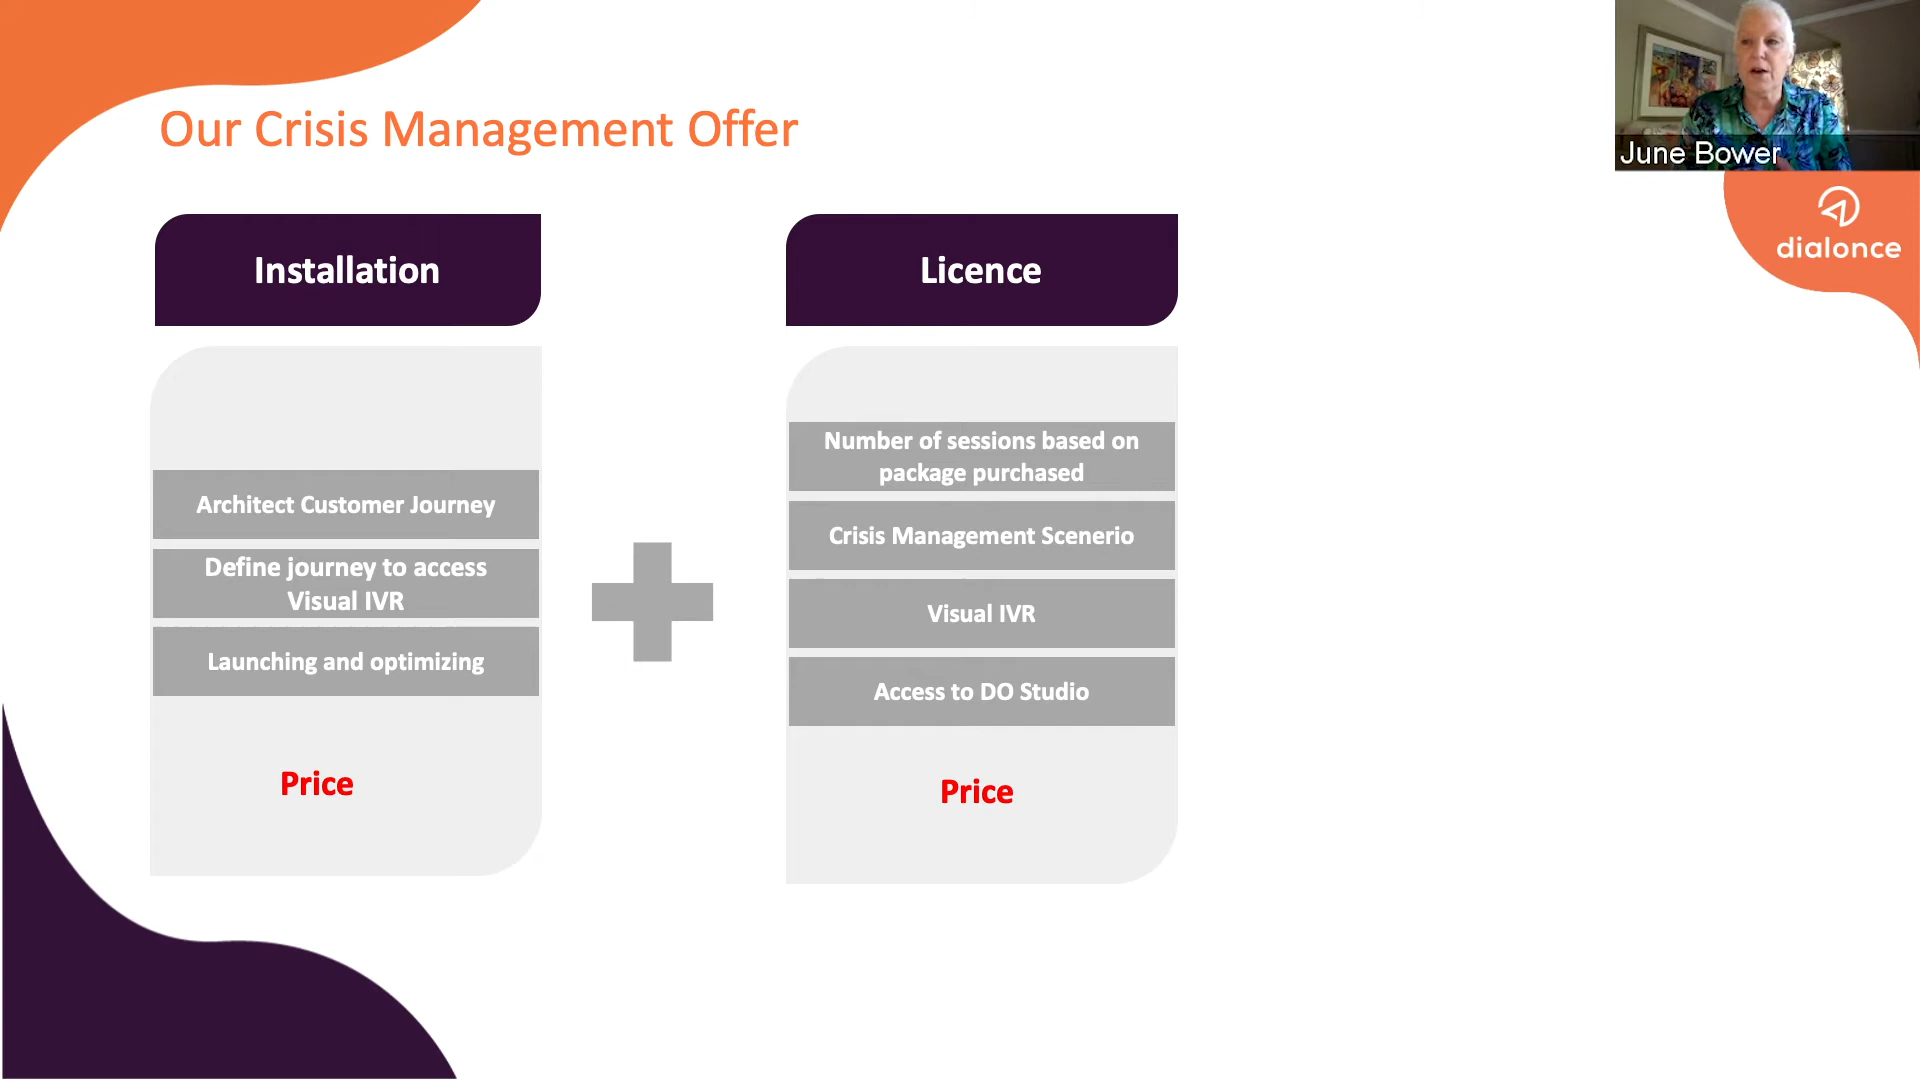 Our Crisis Management Offer
June Bower
dialonce
Installation
Architect Customer Journey
Define journey to access
Visual IVR
Launching and optimizing
Price
Licence
Number of sessions based on
package purchased
Crisis Management Scenerio
Visual IVR
Access to DO Studio
Price